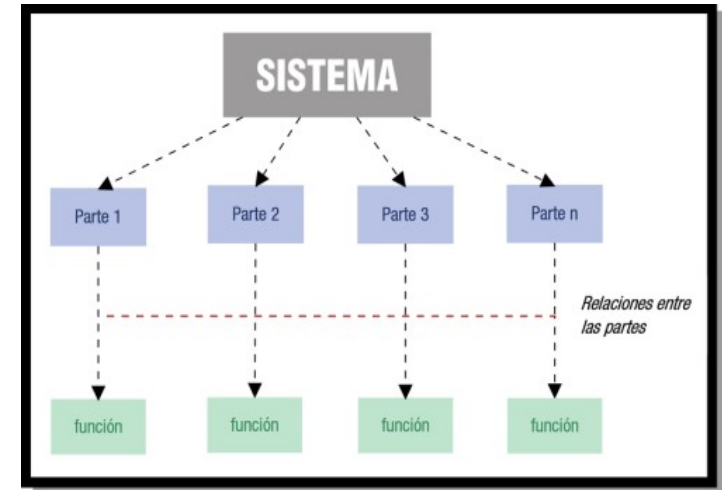 SISTEMA
Parte 1
Parte 2
Parte 3
Parte n
Relaciones entre
las partes
función
función
función
función